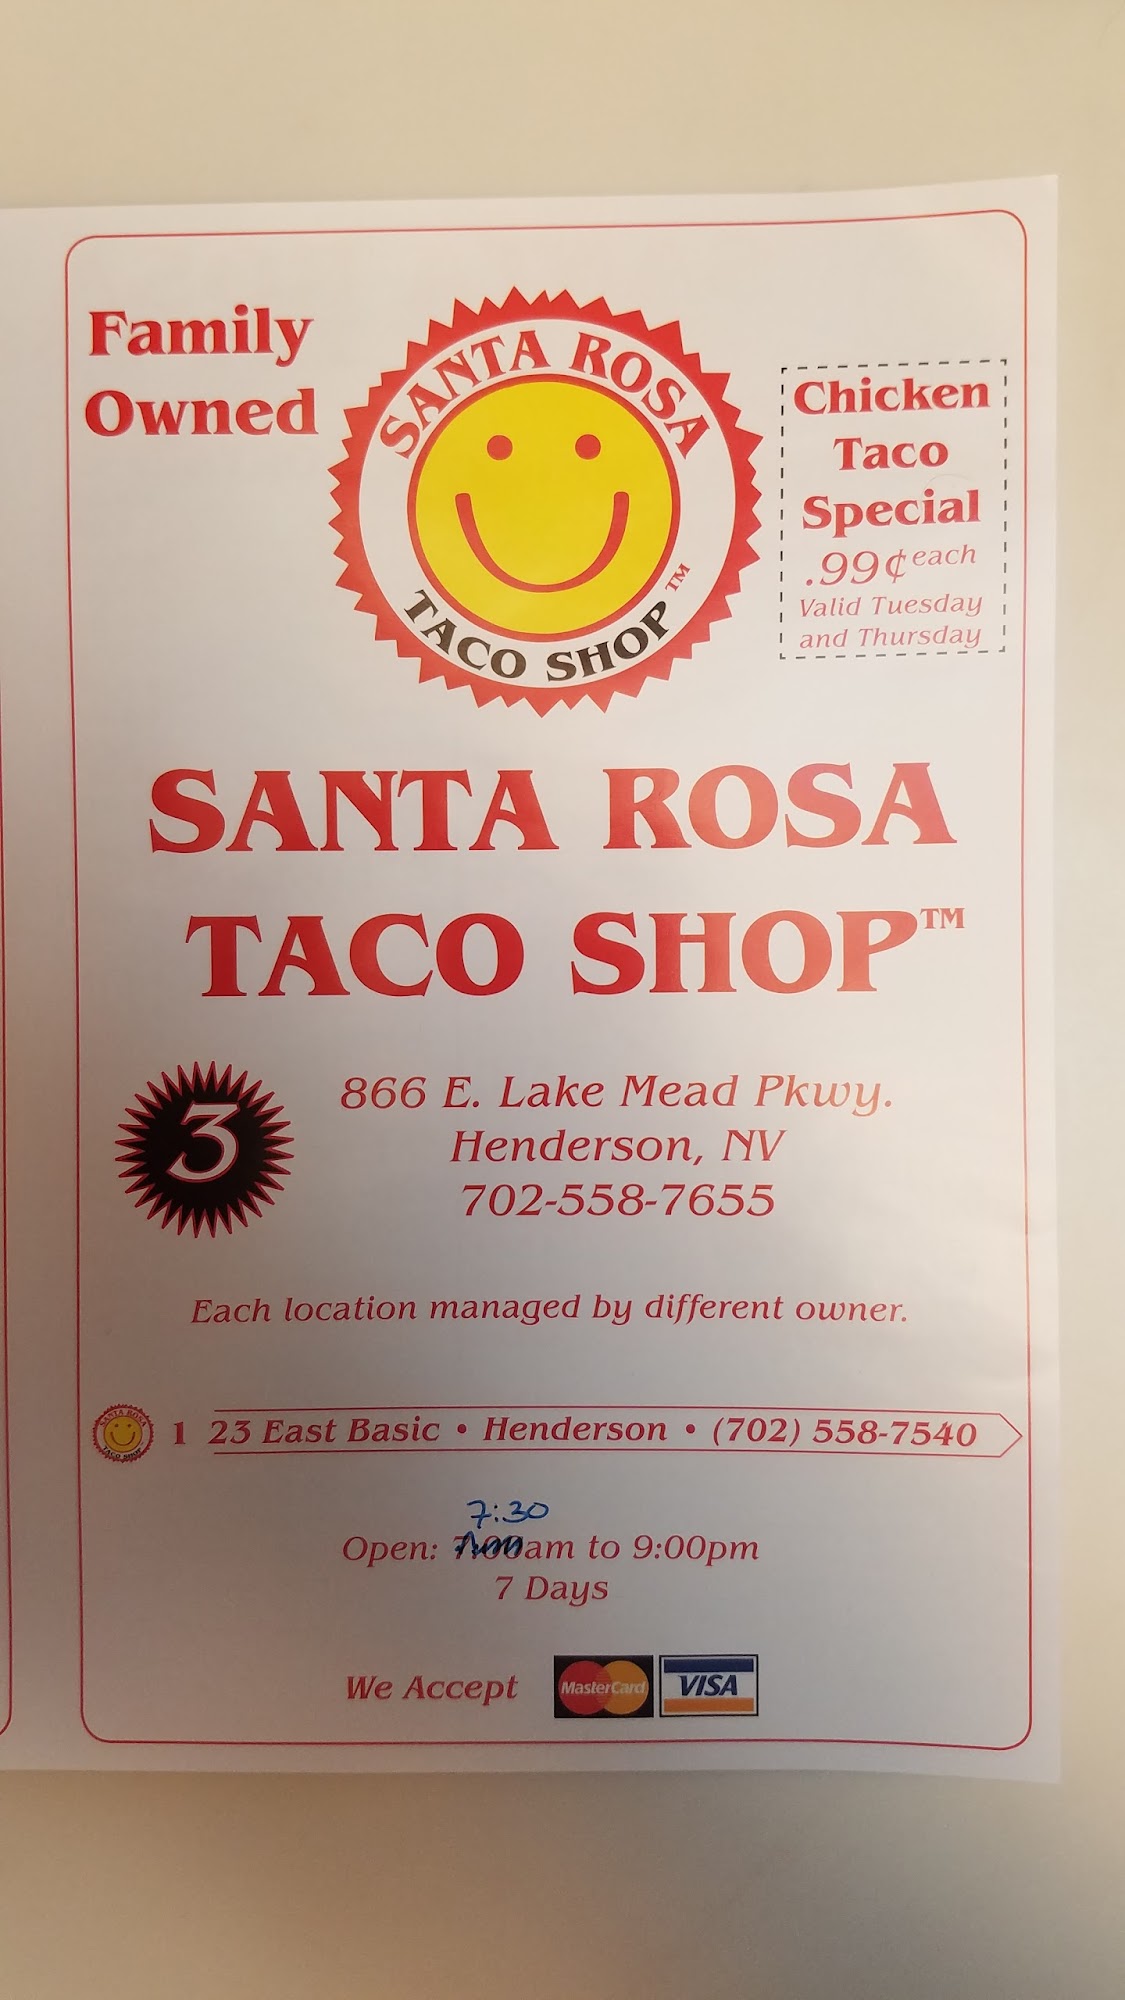 Family
Owned
SANTA ROSA
TACO SHOP™
Chicken
Taco
Special
.99¢ each
Valid Tuesday
and Thursday
SANTA ROSA
TACO SHOP™
3
866 E. Lake Mead Pkwy.
Henderson, NV
702-558-7655
Each location managed by different owner.
SANTA ROSA
TACO SHOP
1 23 East Basic • Henderson • (702) 558-7540
7:30
Open: 7:00am to 9:00pm
7 Days
We Accept MasterCard VISA